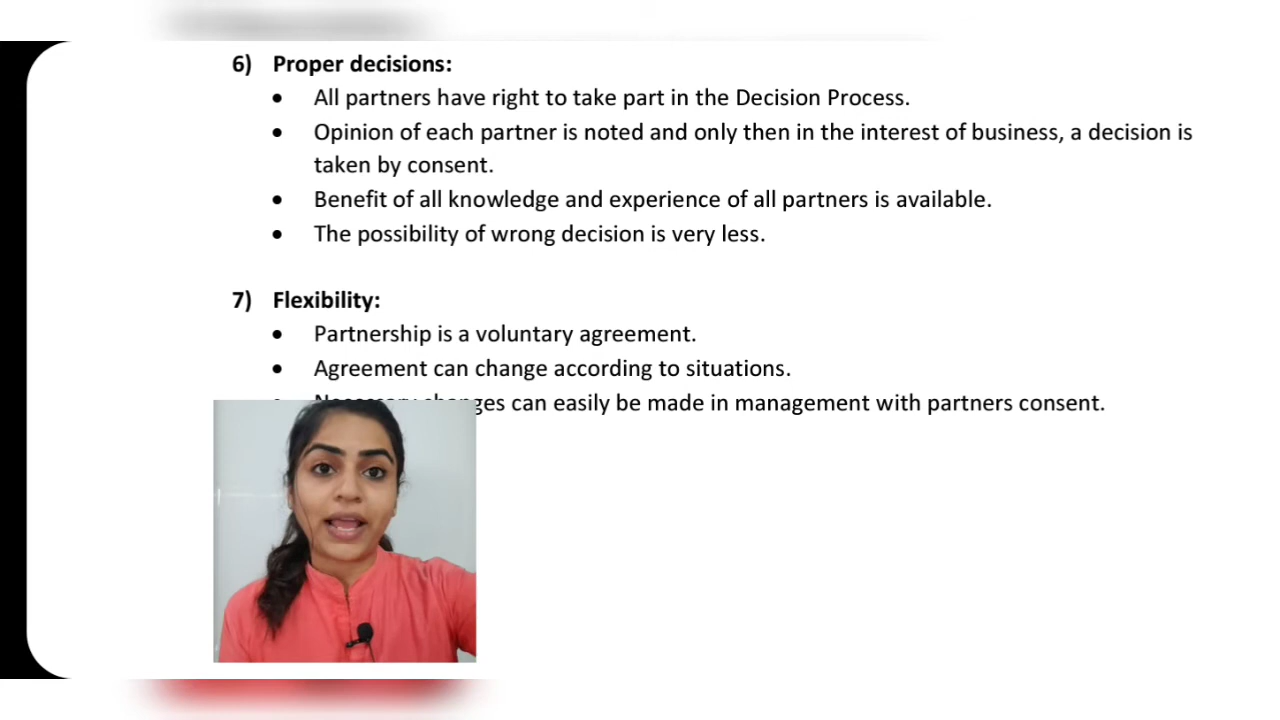 6) Proper decisions:
• All partners have right to take part in the Decision Process.
• Opinion of each partner is noted and only then in the interest of business, a decision is
taken by consent.
• Benefit of all knowledge and experience of all partners is available.
• The possibility of wrong decision is very less.
7) Flexibility:
• Partnership is a voluntary agreement.
• Agreement can change according to situations.
• Necessary changes can easily be made in management with partners consent.